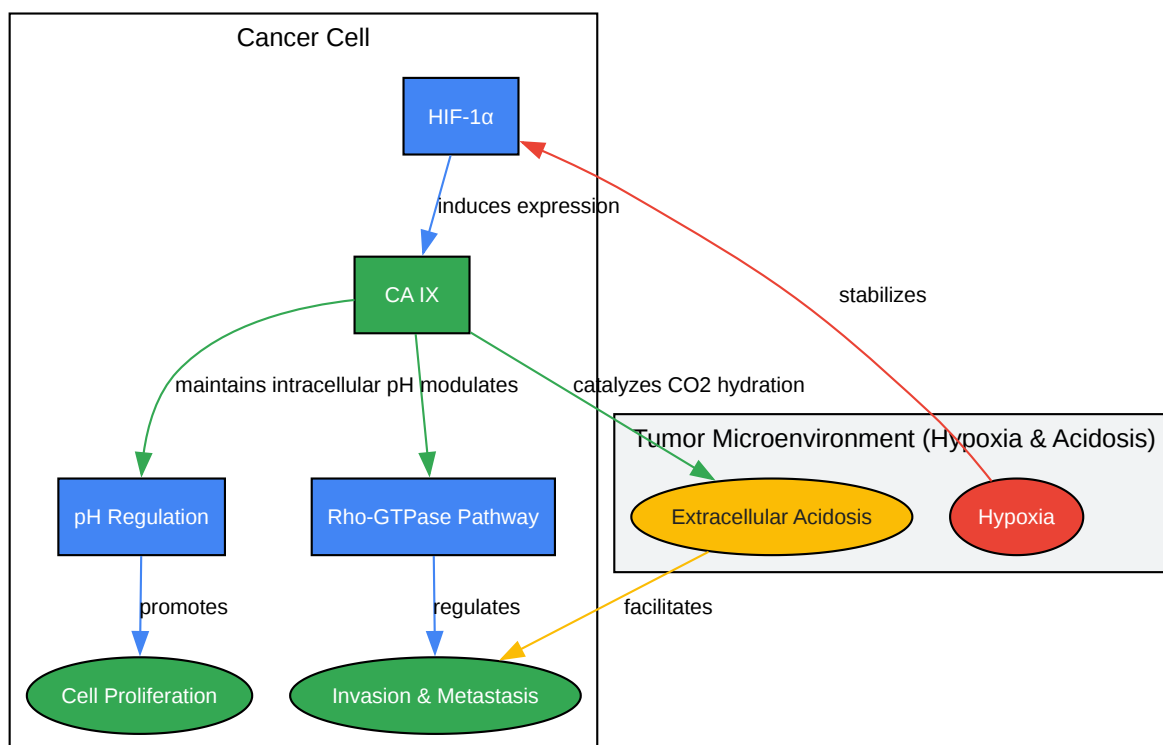 Cancer Cell
HIF-1α
induces expression
CA IX
stabilizes
maintains intracellular pH
modulates
catalyzes CO2 hydration
Tumor Microenvironment (Hypoxia & Acidosis)
pH Regulation
Rho-GTPase Pathway
Extracellular Acidosis
Hypoxia
promotes
regulates
facilitates
Cell Proliferation
Invasion & Metastasis